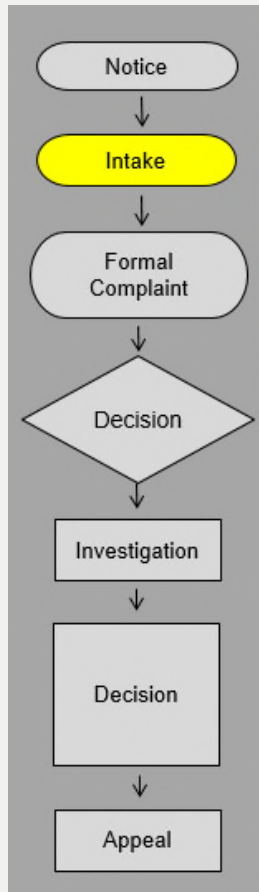 Notice
Intake
Formal
Complaint
Decision
Investigation
Decision
Appeal